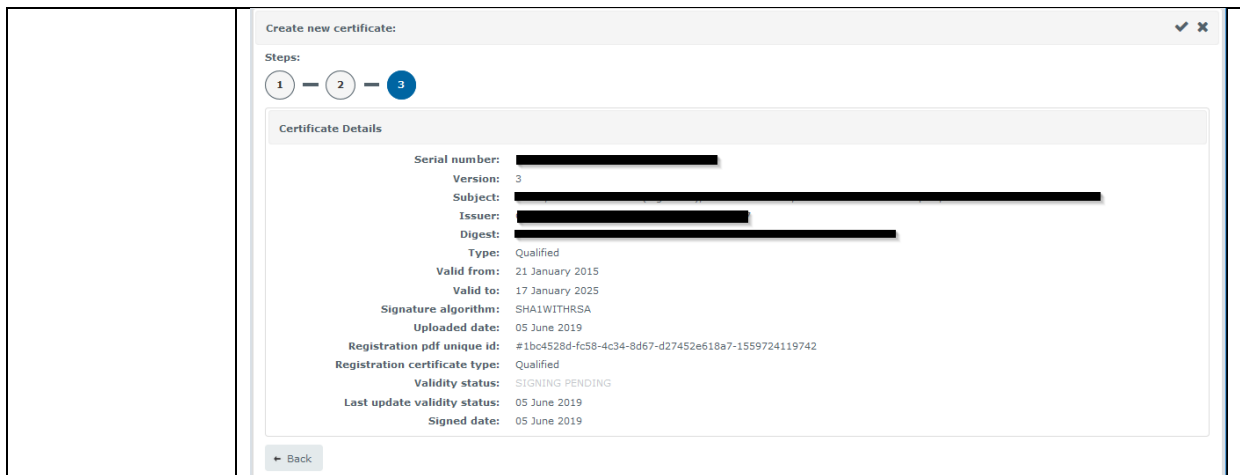 Create new certificate:
Steps:
1 2 3
Certificate Details
Serial number:
Version: 3
Subject:
Issuer:
Digest:
Type: Qualified
Valid from: 21 January 2015
Valid to: 17 January 2025
Signature algorithm: SHA1WITHRSA
Uploaded date: 05 June 2019
Registration pdf unique id: #1bc4528d-fc58-4c34-8d67-d27452e618a7-1559724119742
Registration certificate type: Qualified
Validity status: SIGNING PENDING
Last update validity status: 05 June 2019
Signed date: 05 June 2019
Back